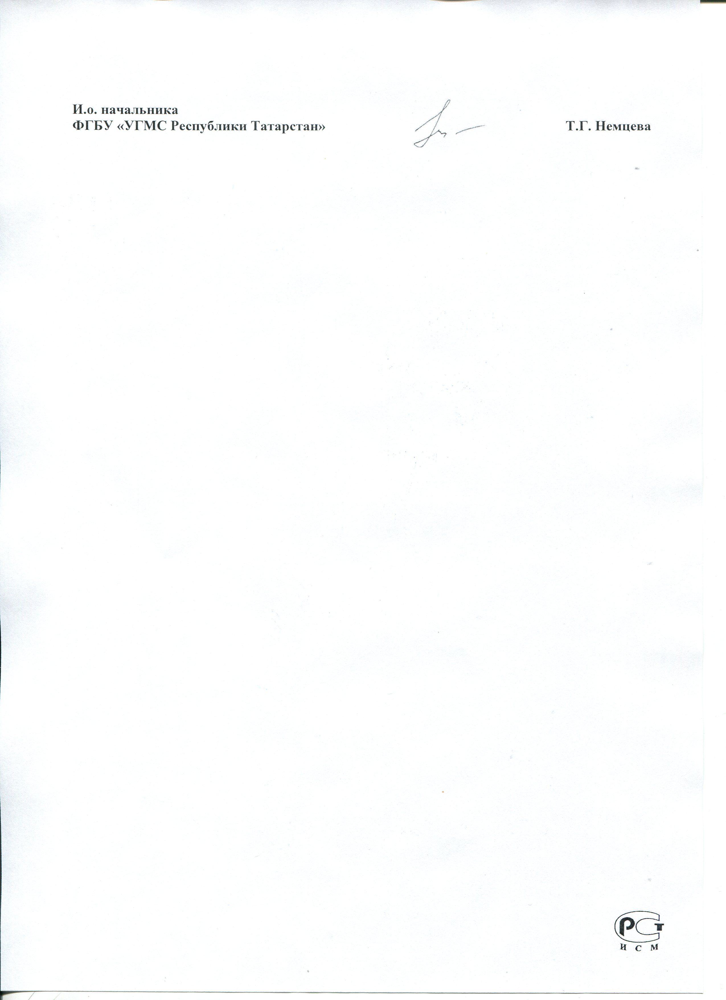 И.о. начальника
ФГБУ «УГМС Республики Татарстан» Т.Г. Немцева
РСТ
И С М